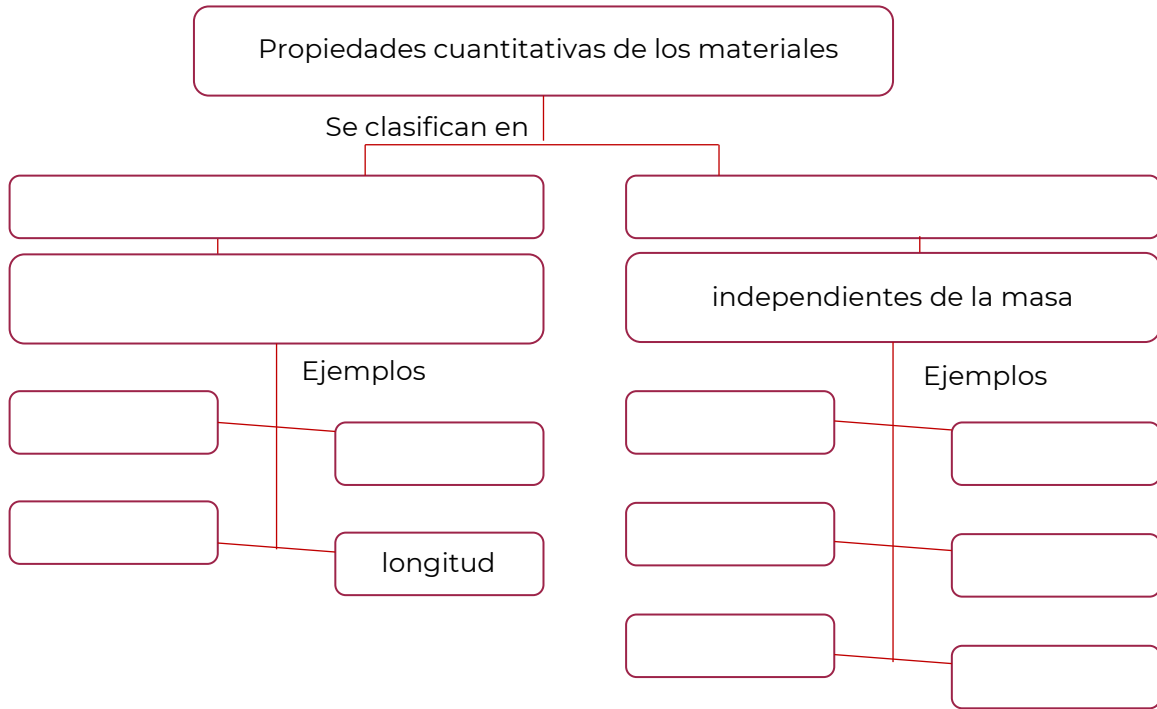 Propiedades cuantitativas de los materiales
Se clasifican en
independientes de la masa
Ejemplos
Ejemplos
longitud